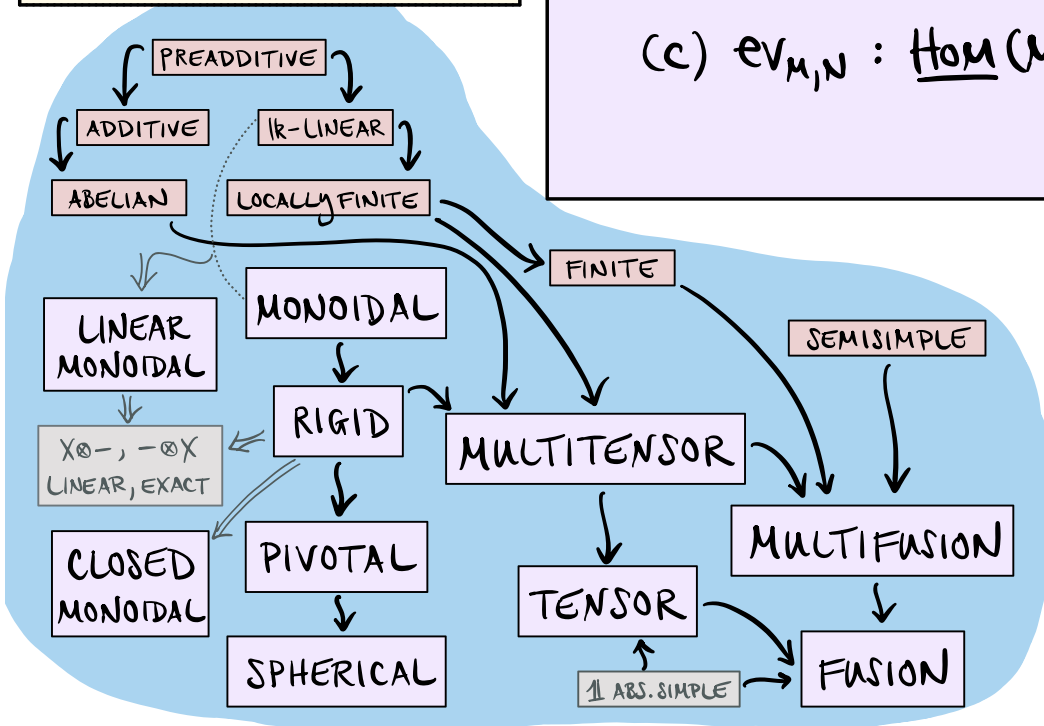 (c) ev_{M,N} : Hom (M
PREADDITIVE
ADDITIVE
𝕜-LINEAR
ABELIAN
LOCALLY FINITE
FINITE
MONOIDAL
LINEAR
MONOIDAL
SEMISIMPLE
RIGID
X⊗-, -⊗X
LINEAR, EXACT
MULTITENSOR
CLOSED
MONOIDAL
PIVOTAL
MULTIFUSION
TENSOR
SPHERICAL
𝟙 ABS. SIMPLE
FUSION